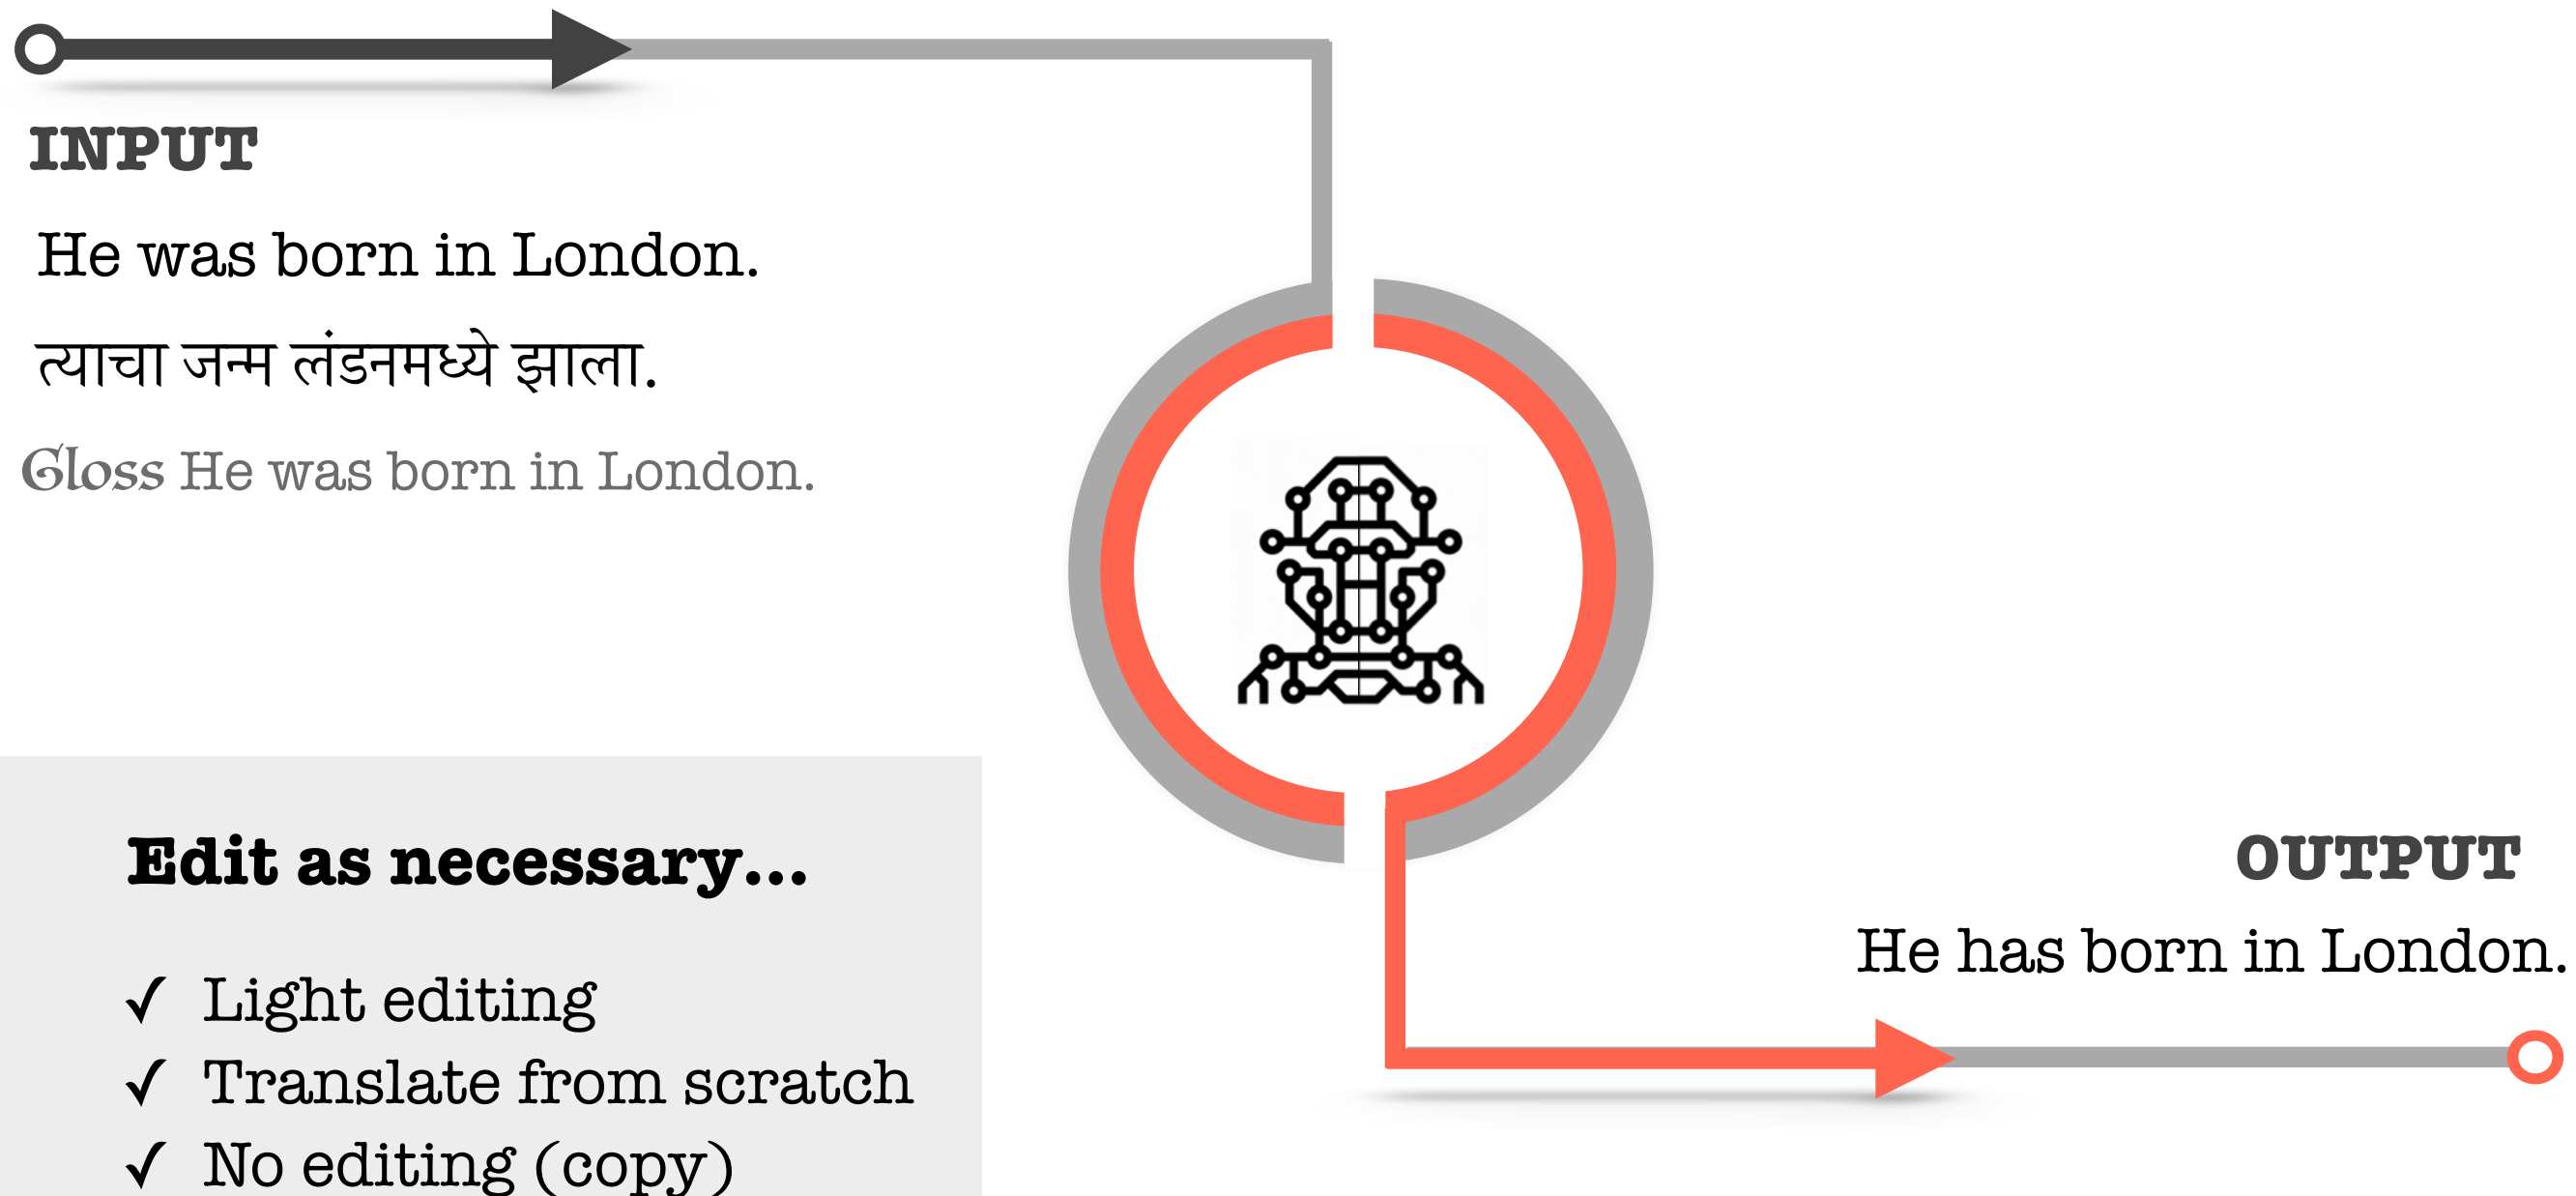 INPUT
He was born in London.
त्याचा जन्म लंडनमध्ये झाला.
Gloss He was born in London.
Edit as necessary...
✓ Light editing
✓ Translate from scratch
✓ No editing (copy)
OUTPUT
He has born in London.